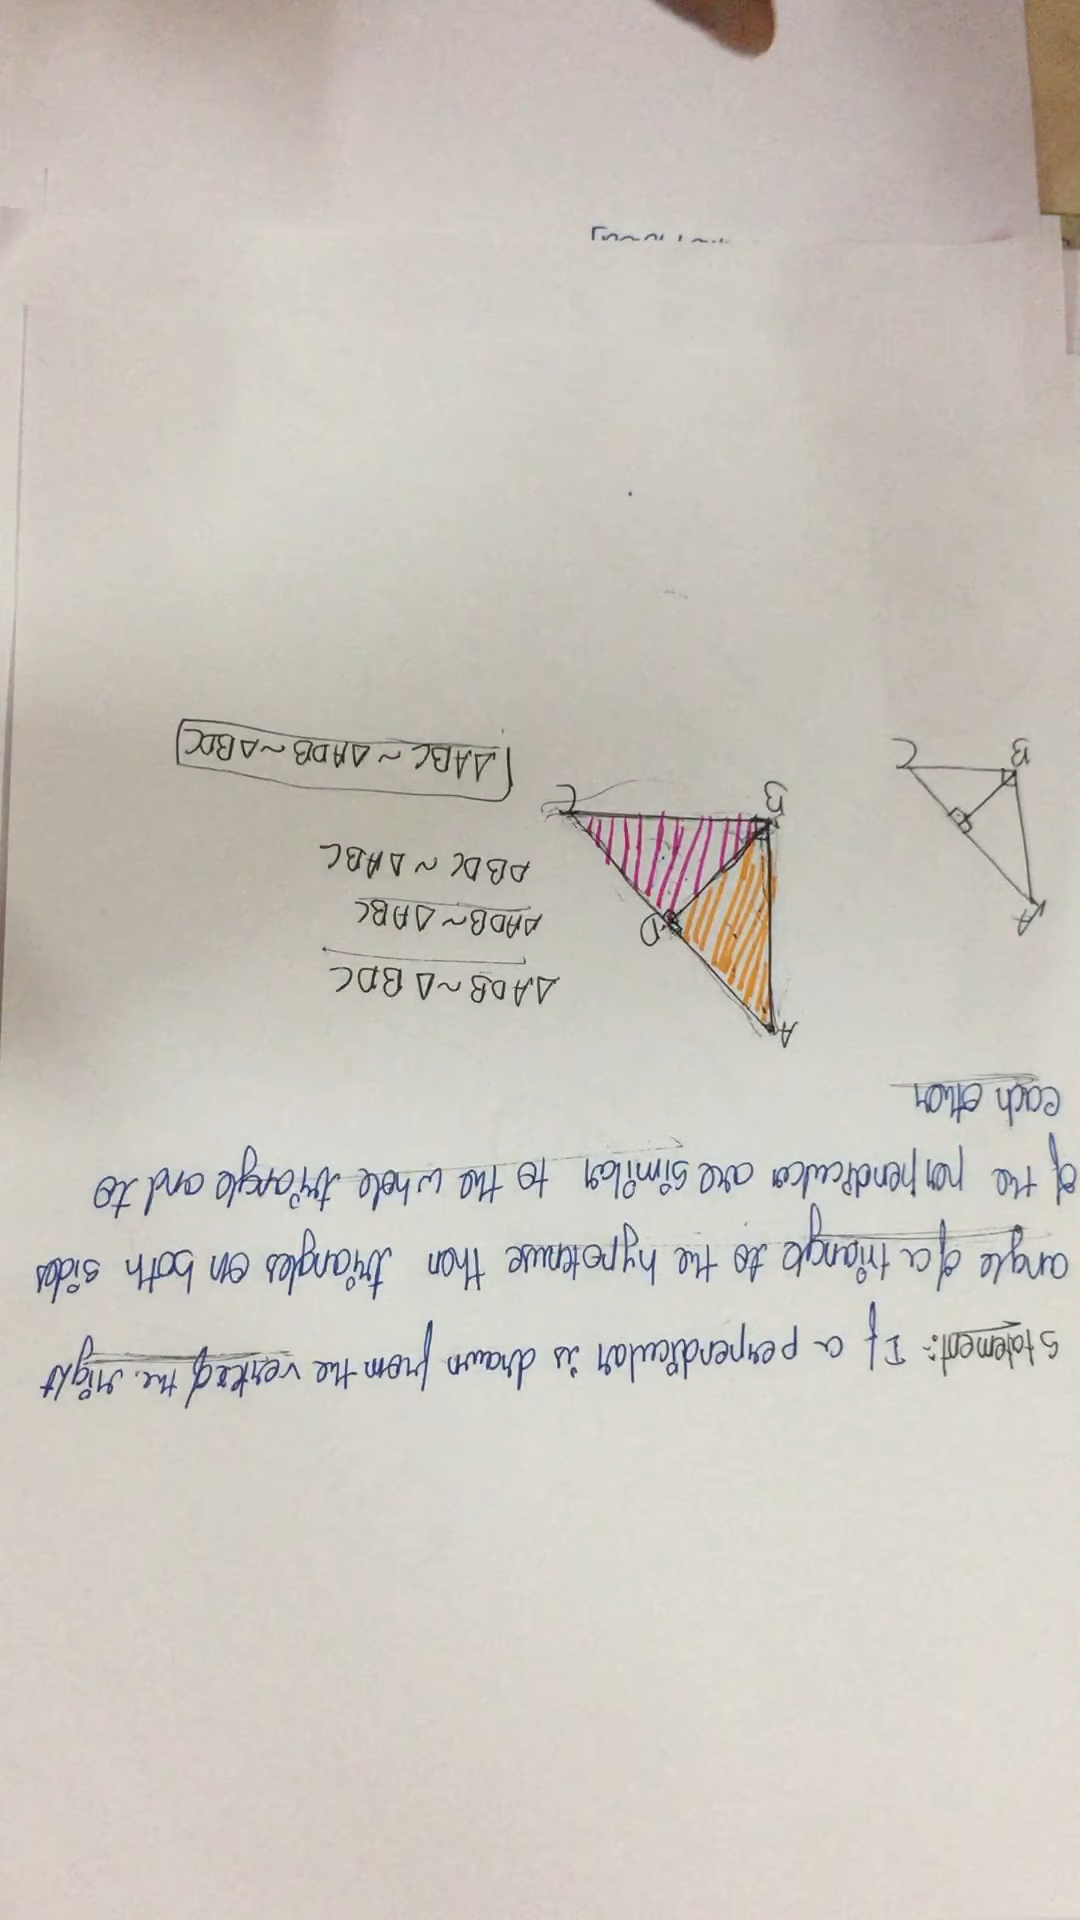 Statement: If a perpendicular is drawn from the vertex of the right
angle of a triangle to the hypotenuse then triangles on both sides
of the perpendicular are similar to the whole triangle and to
each other
A
D
B
C
A
B
C
△ADB ~ △BDC
△ADB ~ △ABC
△BDC ~ △ABC
△ABC ~ △ADB ~ △BDC